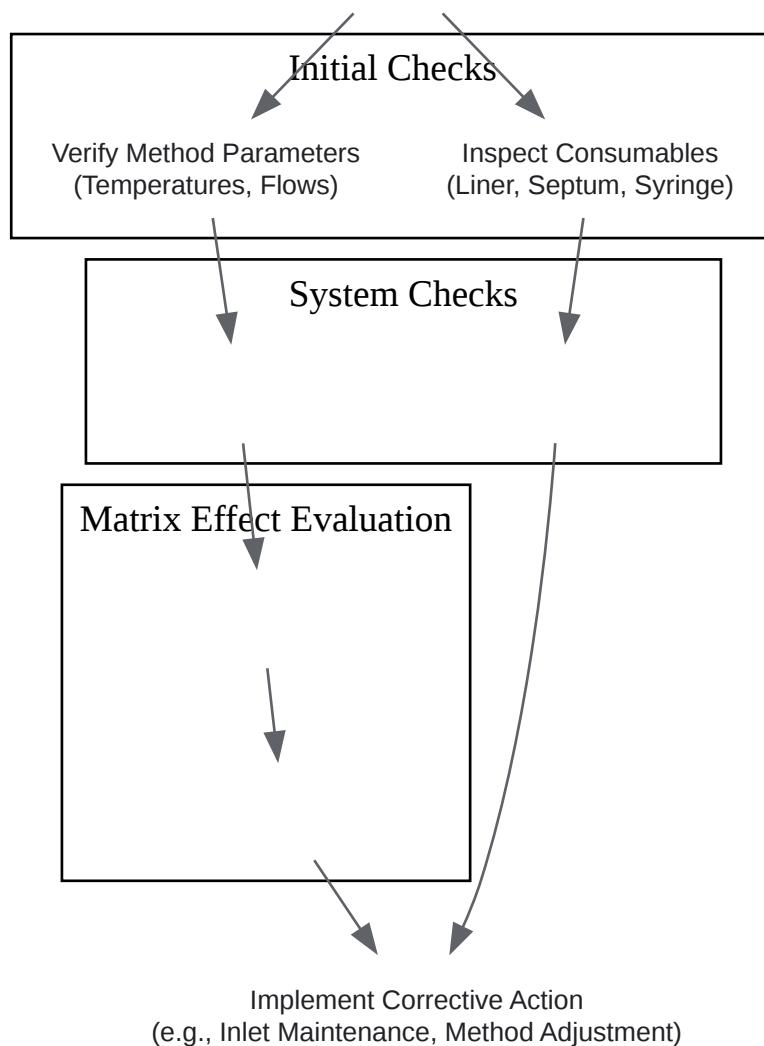 Initial Checks
Verify Method Parameters
(Temperatures, Flows)
Inspect Consumables
(Liner, Septum, Syringe)
System Checks
Matrix Effect Evaluation
Implement Corrective Action
(e.g., Inlet Maintenance, Method Adjustment)